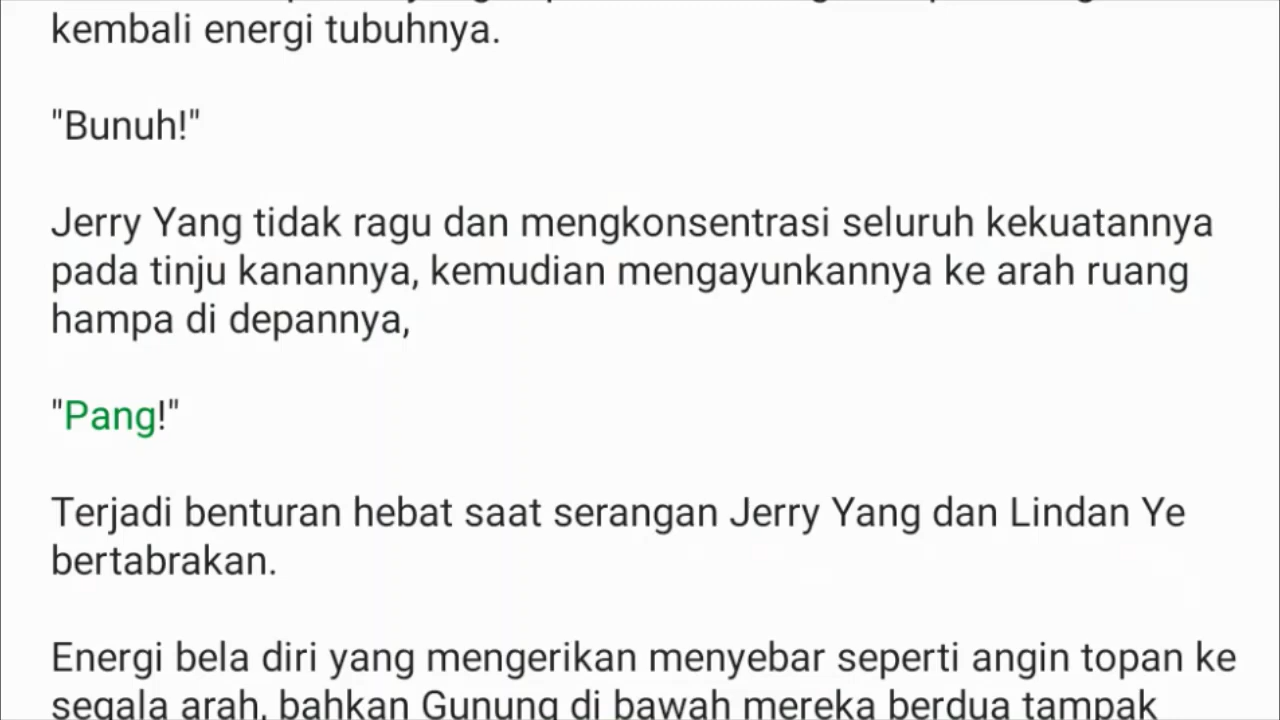 kembali energi tubuhnya.
"Bunuh!"
Jerry Yang tidak ragu dan mengkonsentrasi seluruh kekuatannya
pada tinju kanannya, kemudian mengayunkannya ke arah ruang
hampa di depannya,
"Pang!"
Terjadi benturan hebat saat serangan Jerry Yang dan Lindan Ye
bertabrakan.
Energi bela diri yang mengerikan menyebar seperti angin topan ke
segala arah, bahkan Gunung di bawah mereka berdua tampak